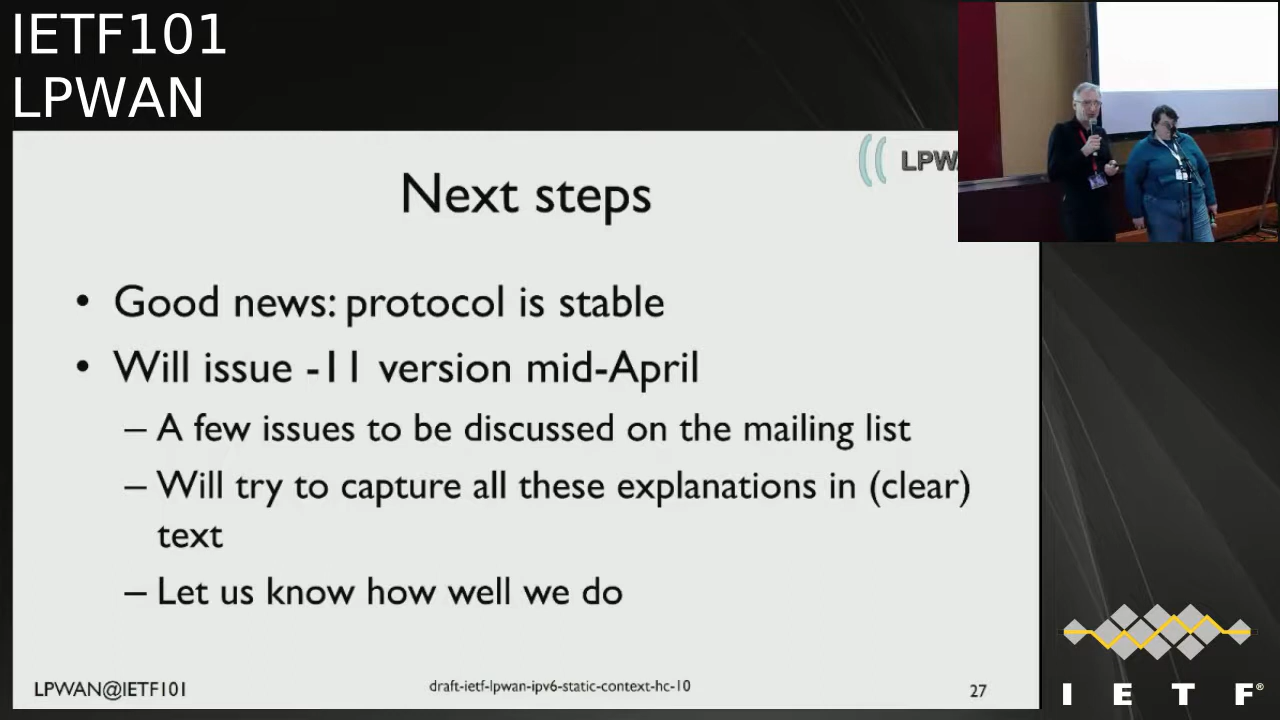 IETF101
LPWAN
LPW
Next steps
• Good news: protocol is stable
• Will issue -11 version mid-April
– A few issues to be discussed on the mailing list
– Will try to capture all these explanations in (clear)
text
– Let us know how well we do
LPWAN@IETF101
draft-ietf-lpwan-ipv6-static-context-hc-10
27
I E T F®